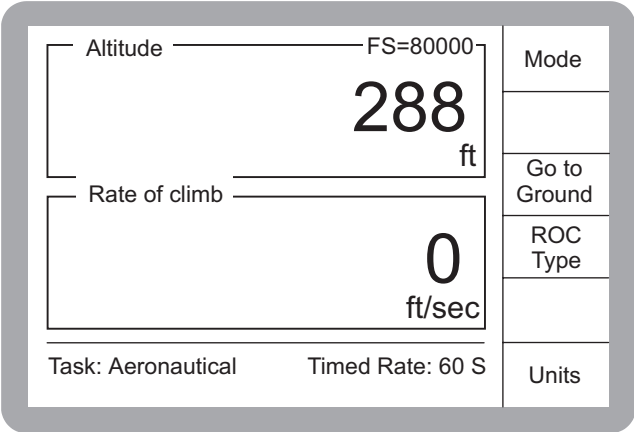 Altitude FS=80000
288
ft
Rate of climb
0
ft/sec
Task: Aeronautical Timed Rate: 60 S
Mode
Go to
Ground
ROC
Type
Units